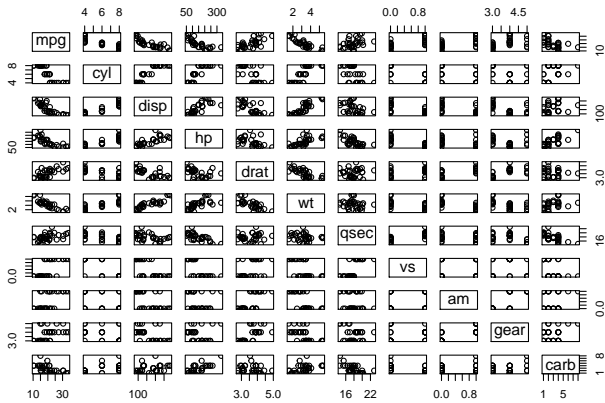 4 6 8 50 300 2 4 0.0 0.8 3.0 4.5
mpg 10
4 8 cyl
disp 100
50 hp
drat 3.0
2 wt
qsec 16
0.0 vs
am 0.0
3.0 gear
carb 1 8
10 30 100 3.0 5.0 16 22 0.0 0.8 1 5